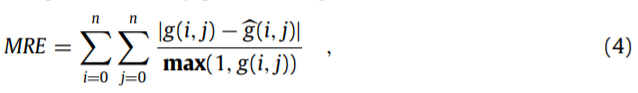 MRE = \sum_{i=0}^{n} \sum_{j=0}^{n} \frac{|g(i,j) - \widehat{g}(i,j)|}{\mathbf{max}(1, g(i,j))} , (4)